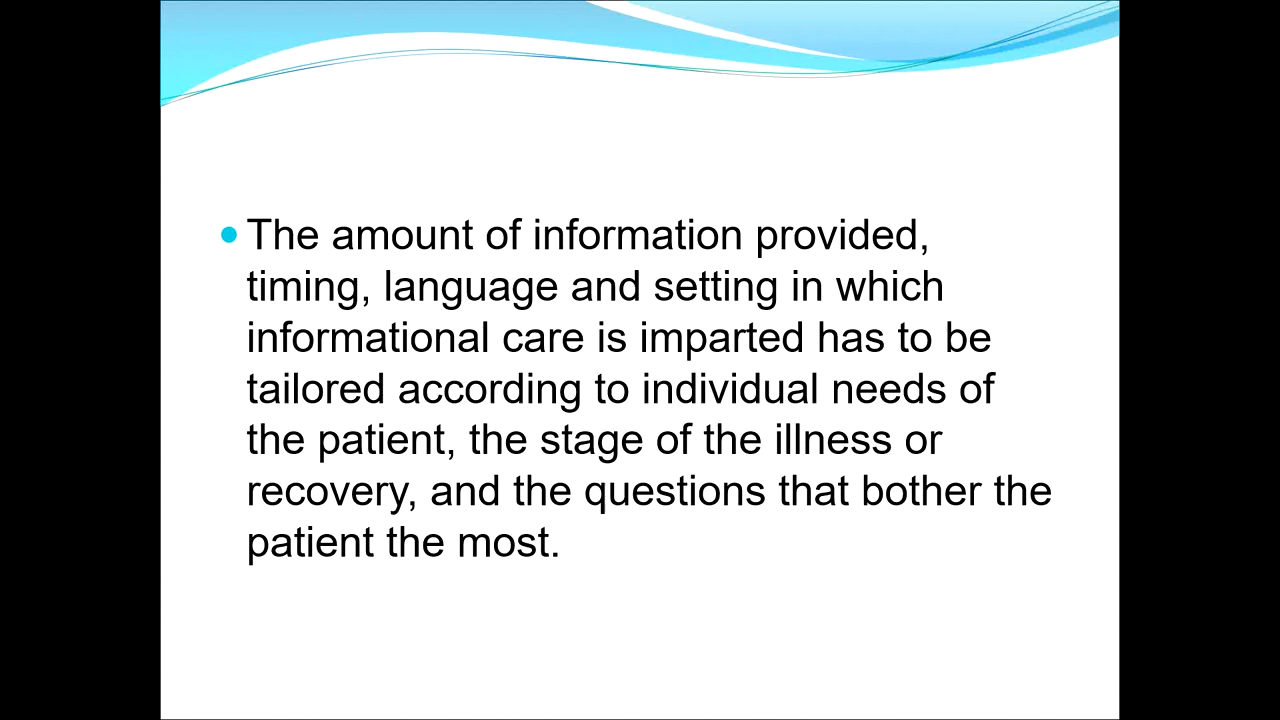 The amount of information provided,
timing, language and setting in which
informational care is imparted has to be
tailored according to individual needs of
the patient, the stage of the illness or
recovery, and the questions that bother the
patient the most.